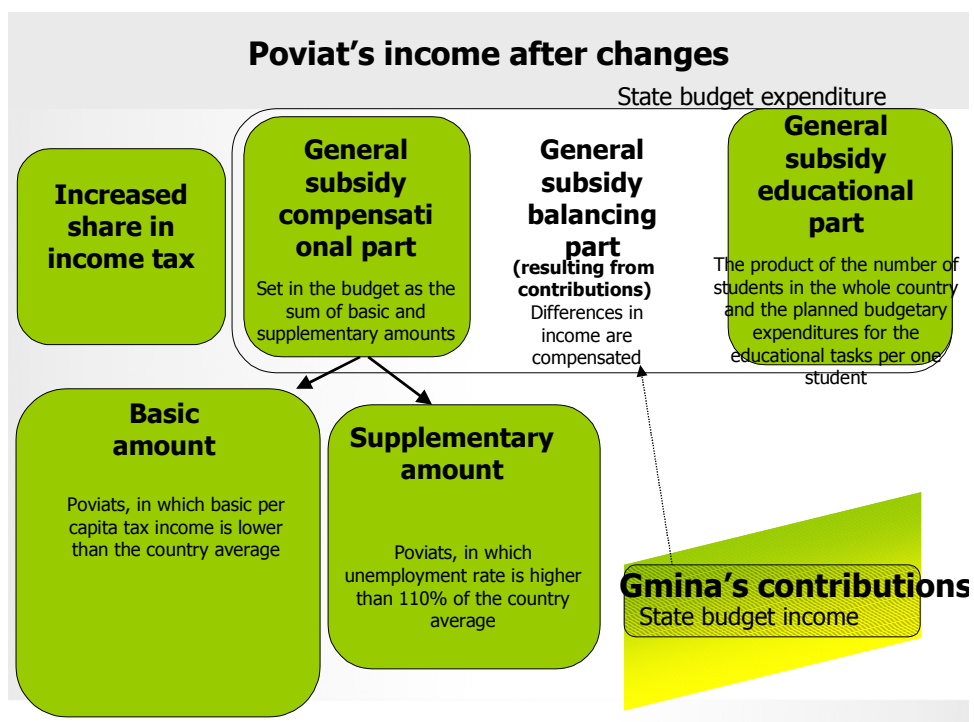 Poviat's income after changes
State budget expenditure
Increased
share in
income tax
General
subsidy
compensati
onal part
Set in the budget as the
sum of basic and
supplementary amounts
General
subsidy
balancing
part
(resulting from
contributions)
Differences in
income are
compensated
General
subsidy
educational
part
The product of the number of
students in the whole country
and the planned budgetary
expenditures for the
educational tasks per one
student
Basic
amount
Poviats, in which basic per
capita tax income is lower
than the country average
Supplementary
amount
Poviats, in which
unemployment rate is higher
than 110% of the country
average
Gmina's contributions
State budget income